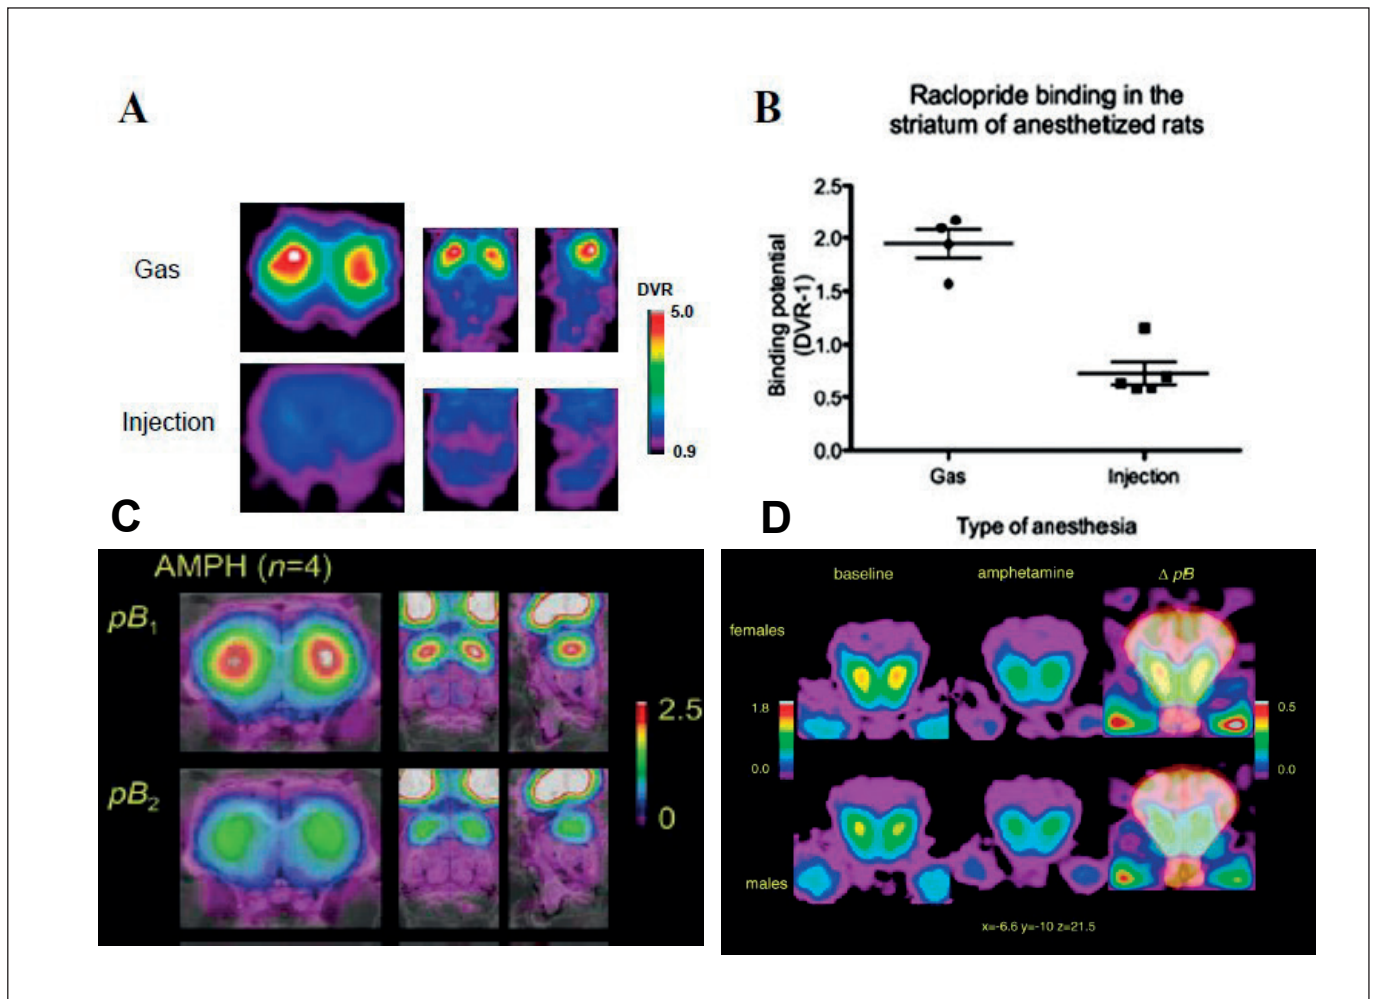 A
Gas
Injection
DVR
5.0
0.9
B
Raclopride binding in the
striatum of anesthetized rats
Binding potential
(DVR-1)
2.5
2.0
1.5
1.0
0.5
0.0
Gas
Injection
Type of anesthesia
C
AMPH (n=4)
pB1
pB2
2.5
0
D
baseline
amphetamine
Δ pB
females
1.8
0.0
0.5
0.0
males
x=-6.6 y=-10 z=21.5